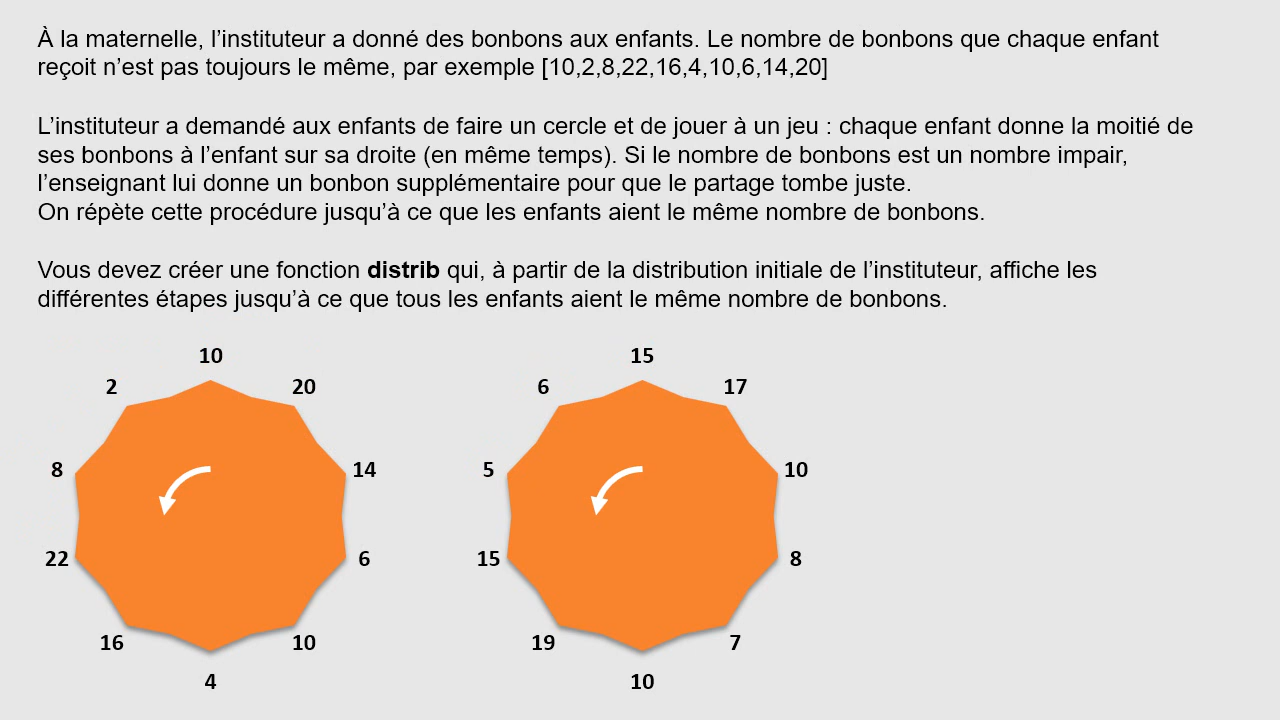 À la maternelle, l’instituteur a donné des bonbons aux enfants. Le nombre de bonbons que chaque enfant
reçoit n’est pas toujours le même, par exemple [10,2,8,22,16,4,10,6,14,20]
L’instituteur a demandé aux enfants de faire un cercle et de jouer à un jeu : chaque enfant donne la moitié de
ses bonbons à l’enfant sur sa droite (en même temps). Si le nombre de bonbons est un nombre impair,
l’enseignant lui donne un bonbon supplémentaire pour que le partage tombe juste.
On répète cette procédure jusqu’à ce que les enfants aient le même nombre de bonbons.
Vous devez créer une fonction distrib qui, à partir de la distribution initiale de l’instituteur, affiche les
différentes étapes jusqu’à ce que tous les enfants aient le même nombre de bonbons.
10
2
20
8
14
22
6
16
10
4
15
6
17
5
10
15
8
19
7
10